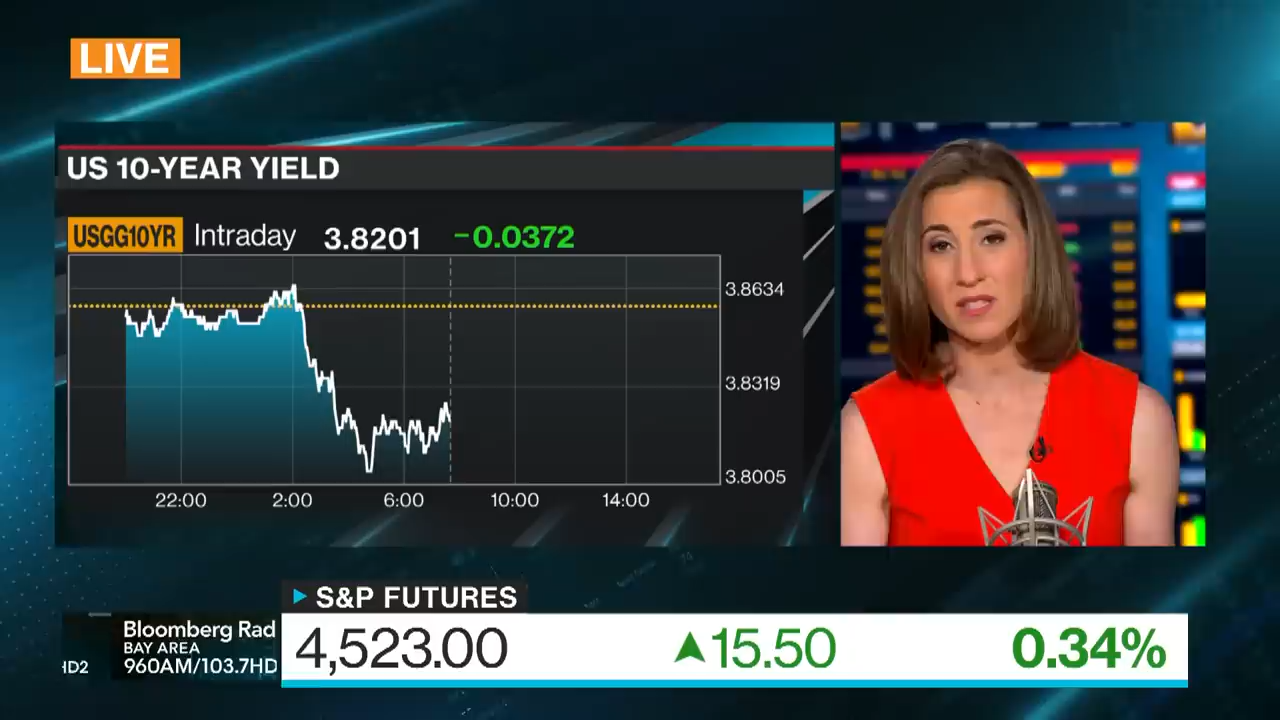 LIVE
US 10-YEAR YIELD
USGG10YR Intraday 3.8201 -0.0372
3.8634
3.8319
3.8005
22:00 2:00 6:00 10:00 14:00
S&P FUTURES
Bloomberg Rad
BAY AREA
HD2 960AM/103.7HD
4,523.00 15.50 0.34%